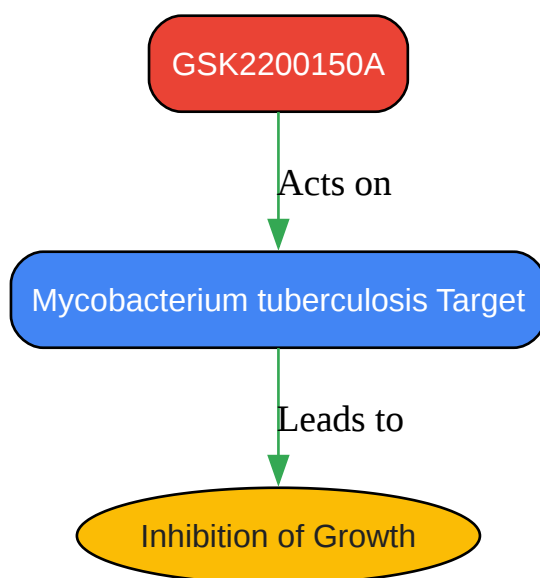 GSK2200150A
Acts on
Mycobacterium tuberculosis Target
Leads to
Inhibition of Growth